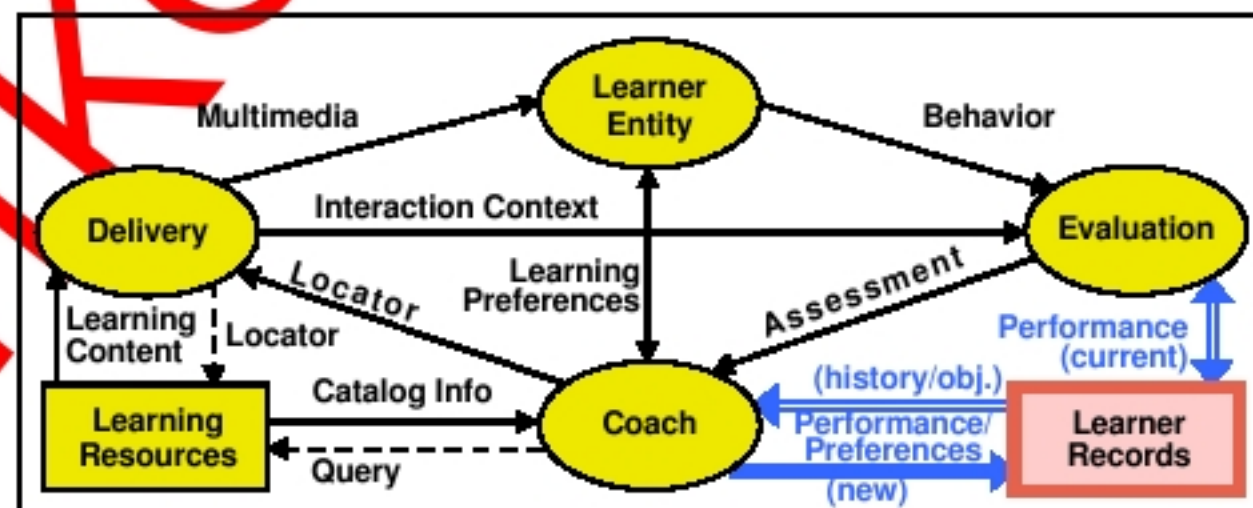 Learner
Entity
Multimedia
Behavior
Delivery
Interaction Context
Evaluation
Learning
Preferences
Locator
Assessment
Learning
Content
Locator
Performance
(current)
Catalog Info
(history/obj.)
Learning
Resources
Coach
Performance/
Preferences
(new)
Learner
Records
Query